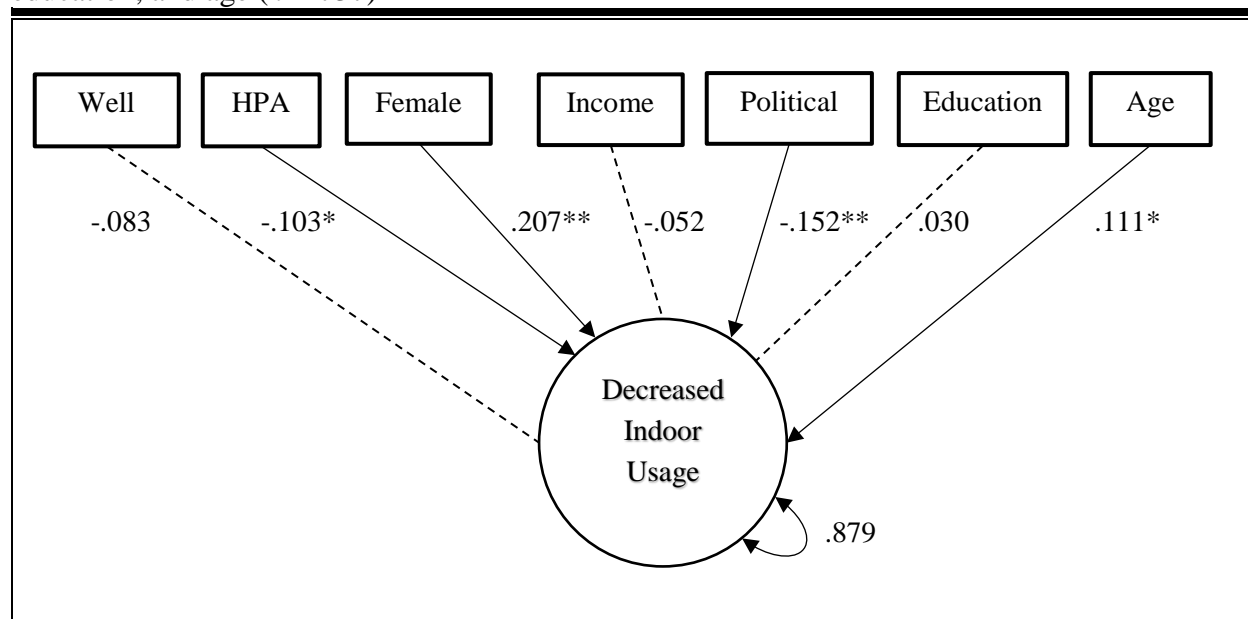 Well HPA Female Income Political Education Age
-.083 -.103* .207** -.052 -.152** .030 .111*
Decreased
Indoor
Usage
.879